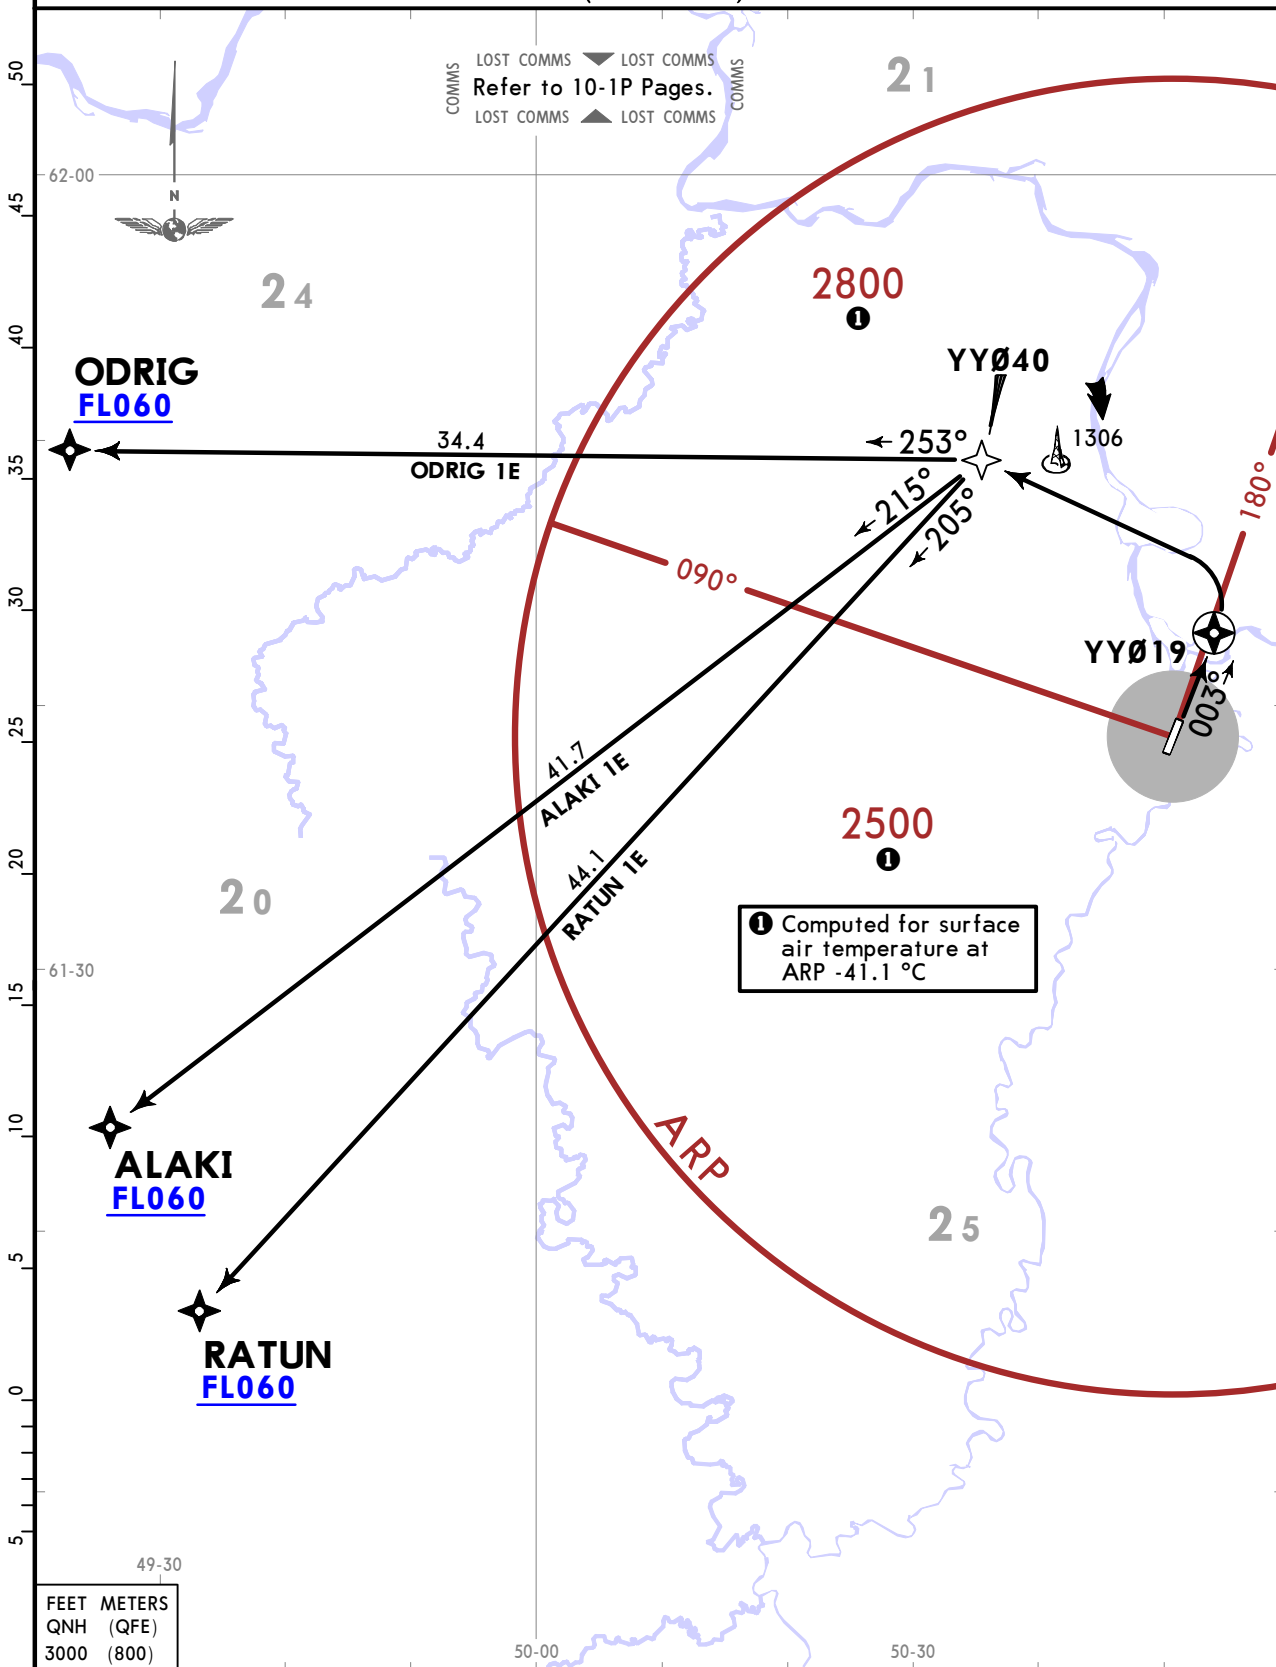 LOST COMMS LOST COMMS
COMMS
Refer to 10-1P Pages.
COMMS
LOST COMMS LOST COMMS
21
50
62-00
45
N
24
2800
1
40
YYØ40
ODRIG
FL060
1306
34.4
253°
ODRIG 1E
35
215°
205°
180°
090°
30
YYØ19
003°
25
41.7
ALAKI 1E
2500
1
20
44.1
RATUN 1E
20
1 Computed for surface
air temperature at
ARP -41.1 °C
61-30
15
10
ARP
ALAKI
FL060
25
5
RATUN
FL060
0
5
49-30
FEET METERS
QNH (QFE)
3000 (800)
50-00
50-30